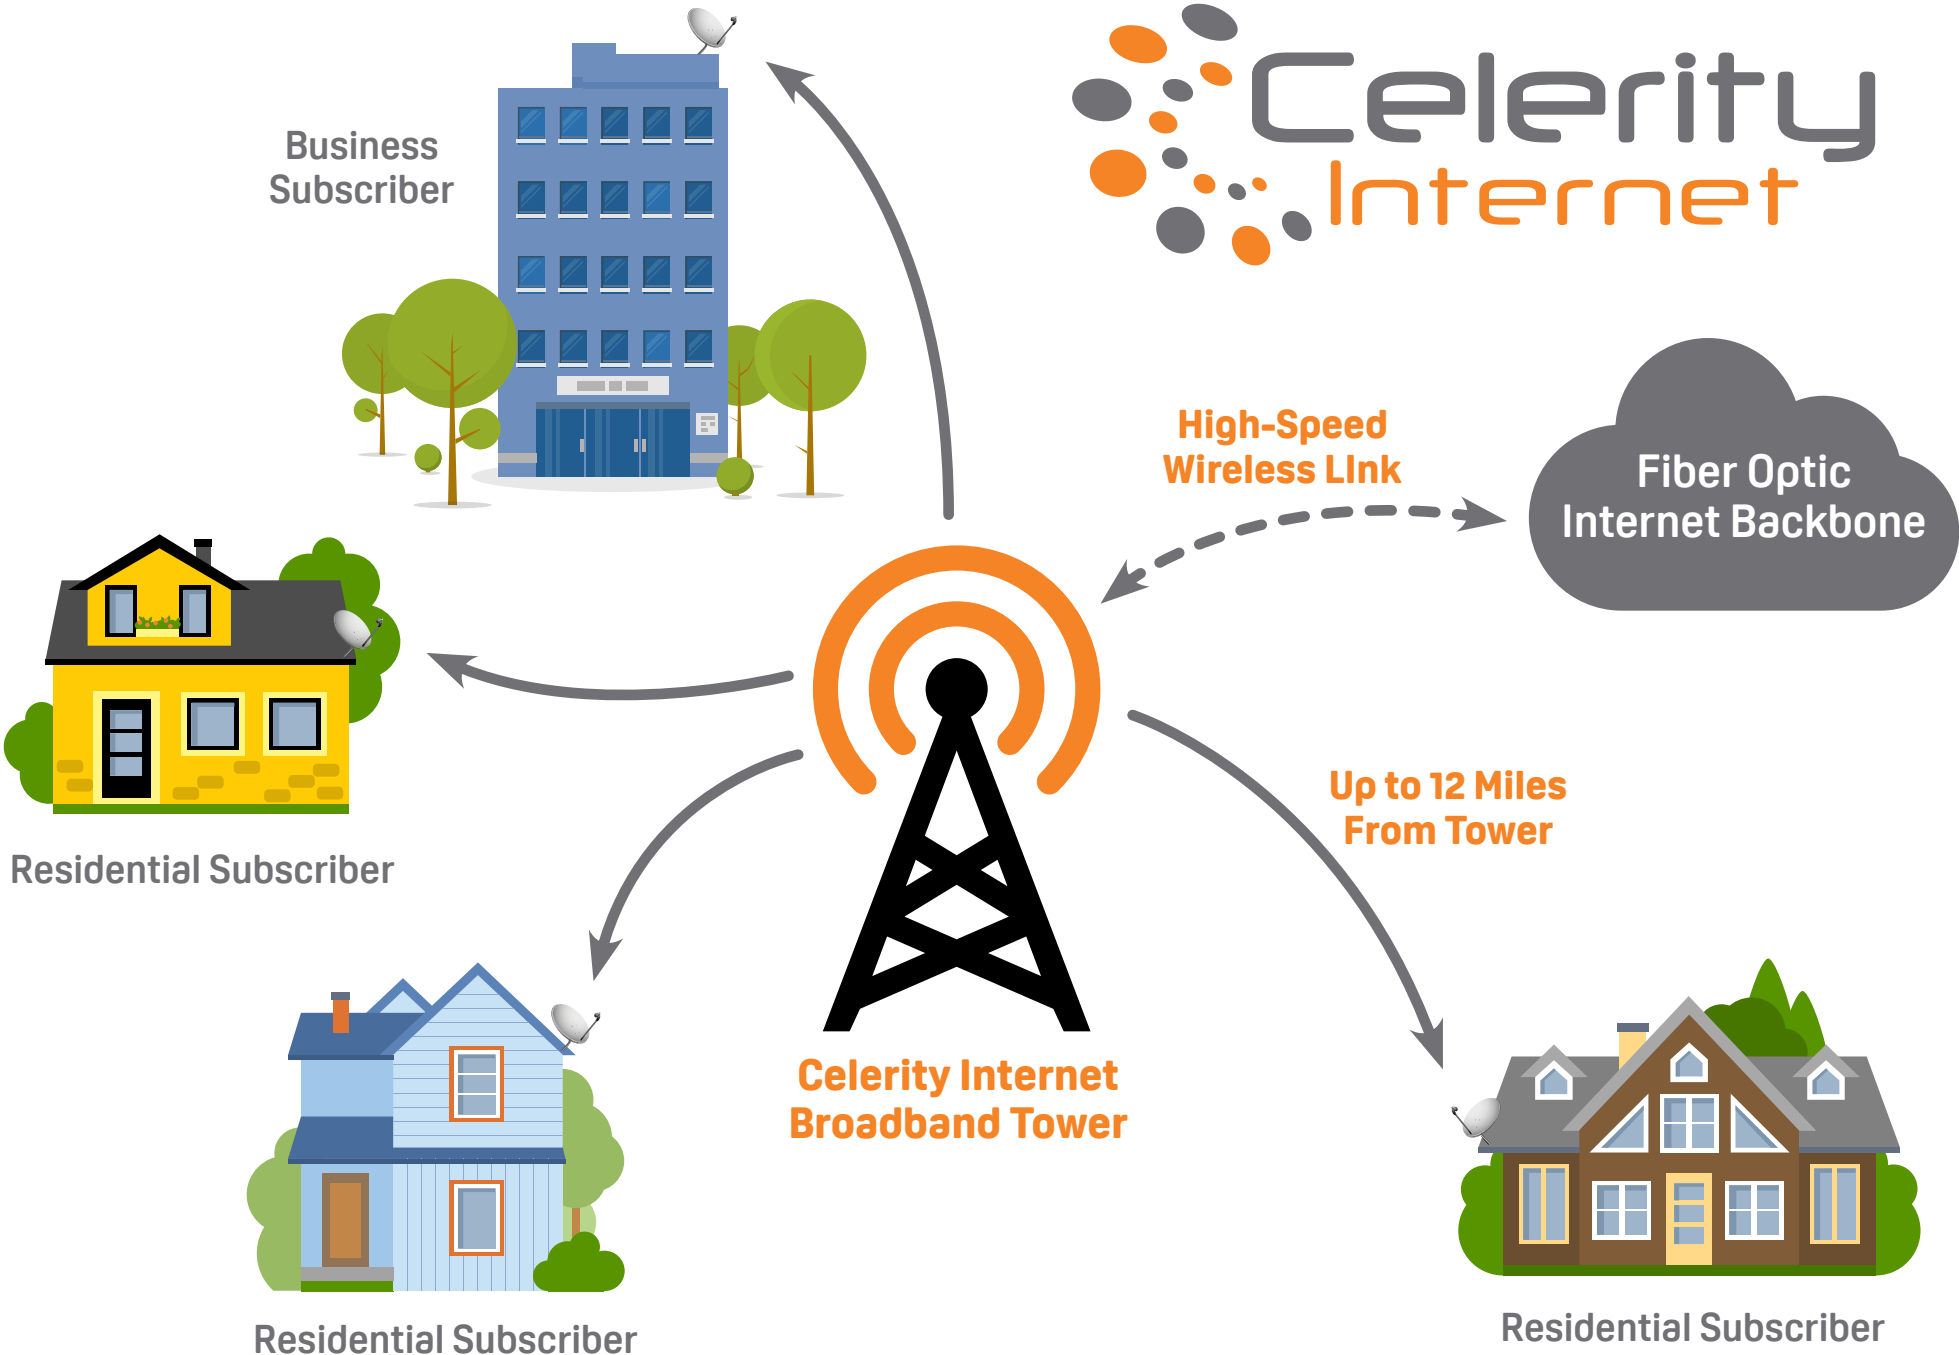 Celerity
Internet
Business
Subscriber
High-Speed
Wireless LInk
Fiber Optic
Internet Backbone
Residential Subscriber
Up to 12 Miles
From Tower
Celerity Internet
Broadband Tower
Residential Subscriber
Residential Subscriber